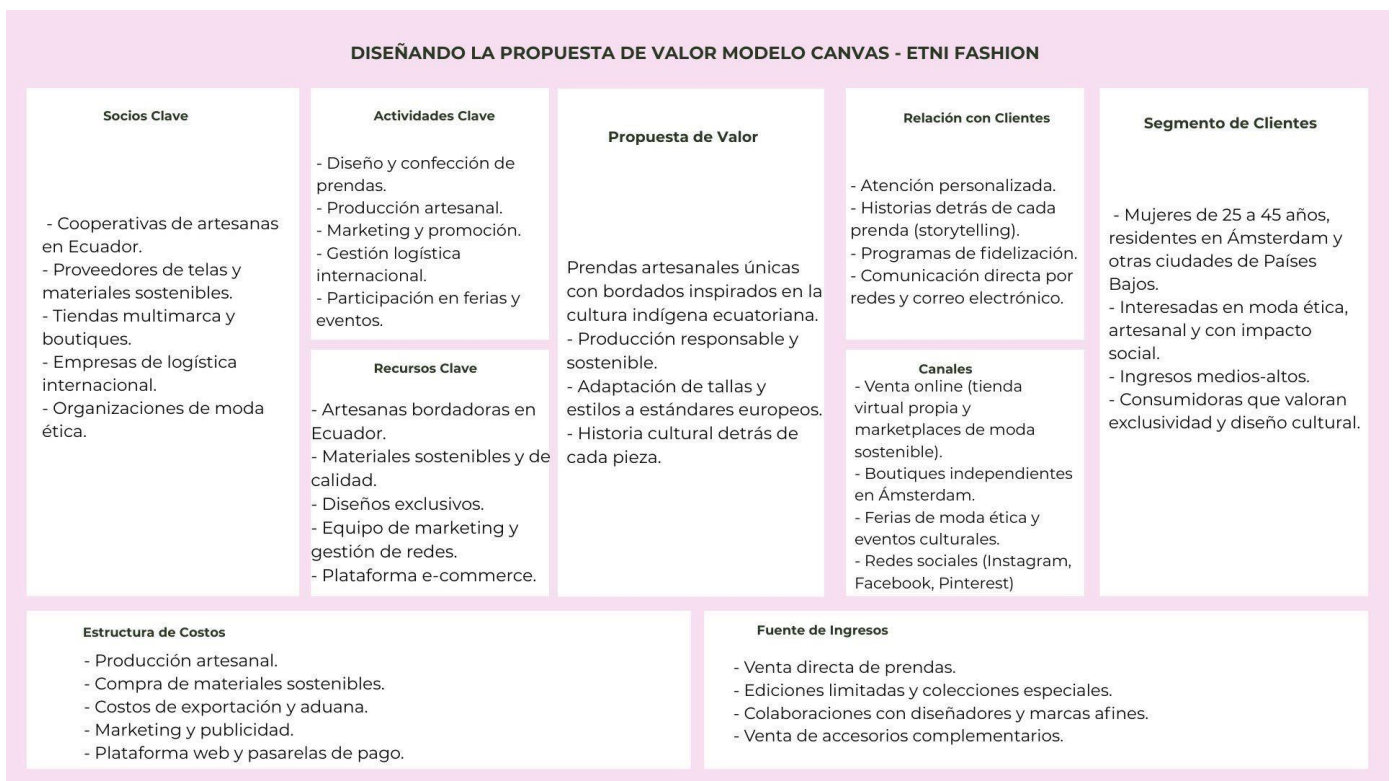 DISEÑANDO LA PROPUESTA DE VALOR MODELO CANVAS - ETNI FASHION
Socios Clave
- Cooperativas de artesanas
en Ecuador.
- Proveedores de telas y
materiales sostenibles.
- Tiendas multimarca y
boutiques.
- Empresas de logística
internacional.
- Organizaciones de moda
ética.
Actividades Clave
- Diseño y confección de
prendas.
- Producción artesanal.
- Marketing y promoción.
- Gestión logística
internacional.
- Participación en ferias y
eventos.
Recursos Clave
- Artesanas bordadoras en
Ecuador.
- Materiales sostenibles y de
calidad.
- Diseños exclusivos.
- Equipo de marketing y
gestión de redes.
- Plataforma e-commerce.
Propuesta de Valor
Prendas artesanales únicas
con bordados inspirados en la
cultura indígena ecuatoriana.
- Producción responsable y
sostenible.
- Adaptación de tallas y
estilos a estándares europeos.
- Historia cultural detrás de
cada pieza.
Relación con Clientes
- Atención personalizada.
- Historias detrás de cada
prenda (storytelling).
- Programas de fidelización.
- Comunicación directa por
redes y correo electrónico.
Canales
- Venta online (tienda
virtual propia y
marketplaces de moda
sostenible).
- Boutiques independientes
en Ámsterdam.
- Ferias de moda ética y
eventos culturales.
- Redes sociales (Instagram,
Facebook, Pinterest)
Segmento de Clientes
- Mujeres de 25 a 45 años,
residentes en Ámsterdam y
otras ciudades de Países
Bajos.
- Interesadas en moda ética,
artesanal y con impacto
social.
- Ingresos medios-altos.
- Consumidoras que valoran
exclusividad y diseño cultural.
Estructura de Costos
- Producción artesanal.
- Compra de materiales sostenibles.
- Costos de exportación y aduana.
- Marketing y publicidad.
- Plataforma web y pasarelas de pago.
Fuente de Ingresos
- Venta directa de prendas.
- Ediciones limitadas y colecciones especiales.
- Colaboraciones con diseñadores y marcas afines.
- Venta de accesorios complementarios.